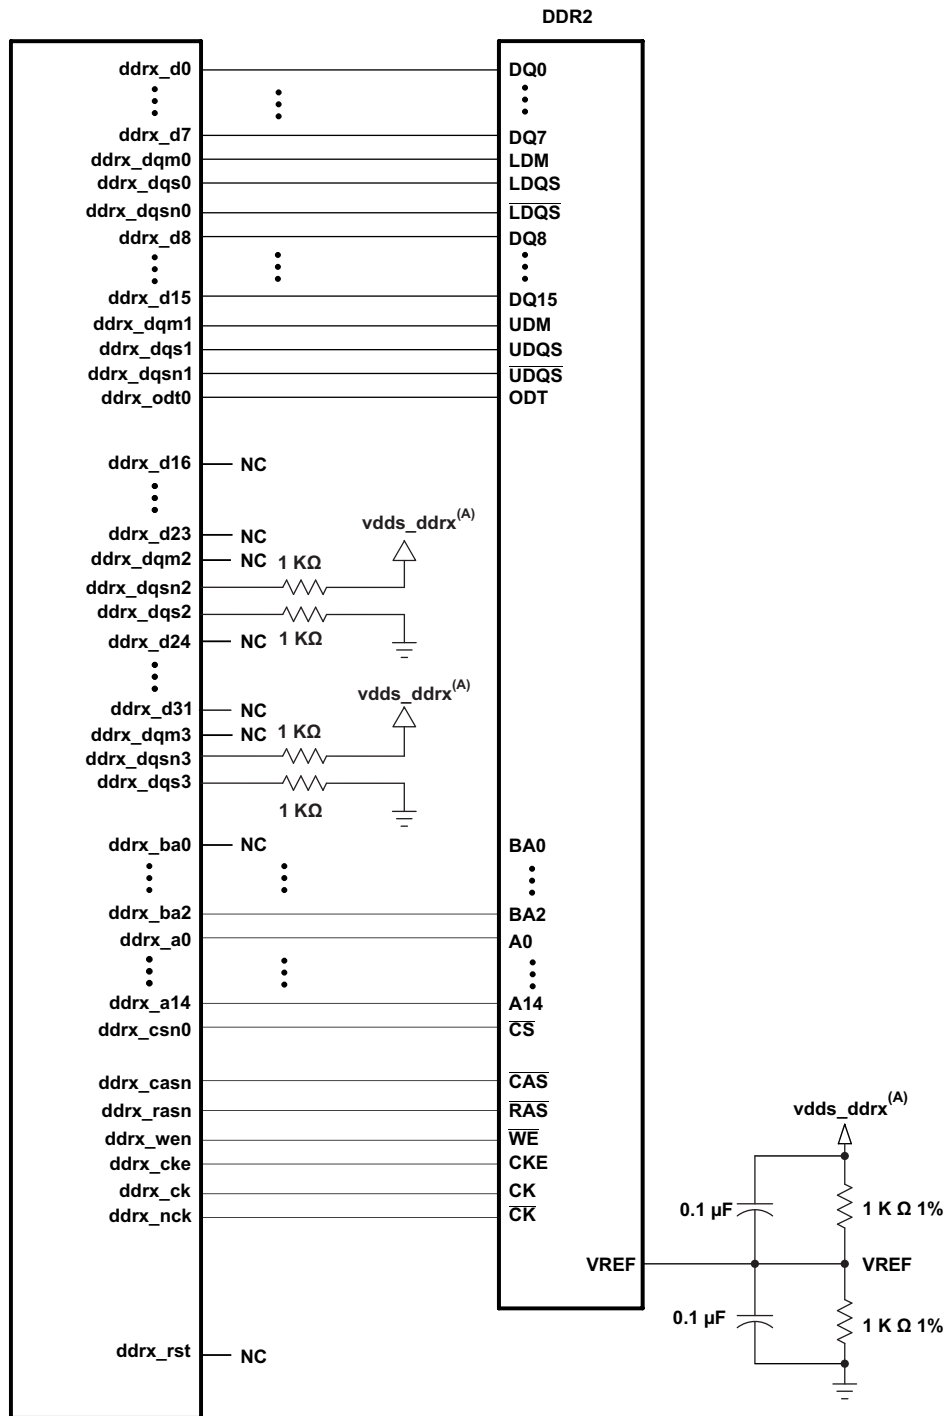 DDR2
ddrx_d0 DQ0
ddrx_d7 DQ7
ddrx_dqm0 LDM
ddrx_dqs0 LDQS
ddrx_dqsn0 LDQS
ddrx_d8 DQ8
ddrx_d15 DQ15
ddrx_dqm1 UDM
ddrx_dqs1 UDQS
ddrx_dqsn1 UDQS
ddrx_odt0 ODT
ddrx_d16 NC
vdds_ddrx(A)
ddrx_d23 NC
ddrx_dqm2 NC 1 KΩ
ddrx_dqsn2
ddrx_dqs2
ddrx_d24 NC 1 KΩ
vdds_ddrx(A)
ddrx_d31 NC
ddrx_dqm3 NC 1 KΩ
ddrx_dqsn3
ddrx_dqs3
1 KΩ
ddrx_ba0 NC BA0
ddrx_ba2 BA2
ddrx_a0 A0
ddrx_a14 A14
ddrx_csn0 CS
ddrx_casn CAS
ddrx_rasn RAS
vdds_ddrx(A)
ddrx_wen WE
ddrx_cke CKE
ddrx_ck CK
0.1 µF 1 K Ω 1%
ddrx_nck CK
VREF VREF
0.1 µF 1 K Ω 1%
ddrx_rst NC